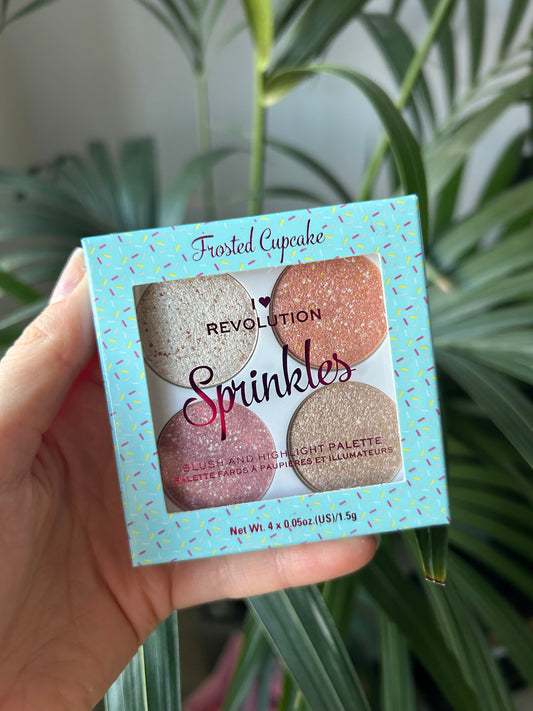 Frosted Cupcake
I ♥
REVOLUTION
Sprinkles
BLUSH AND HIGHLIGHT PALETTE
PALETTE FARDS À PAUPIÈRES ET ILLUMATEURS
Net Wt. 4 x 0.05oz.(US)/1.5g